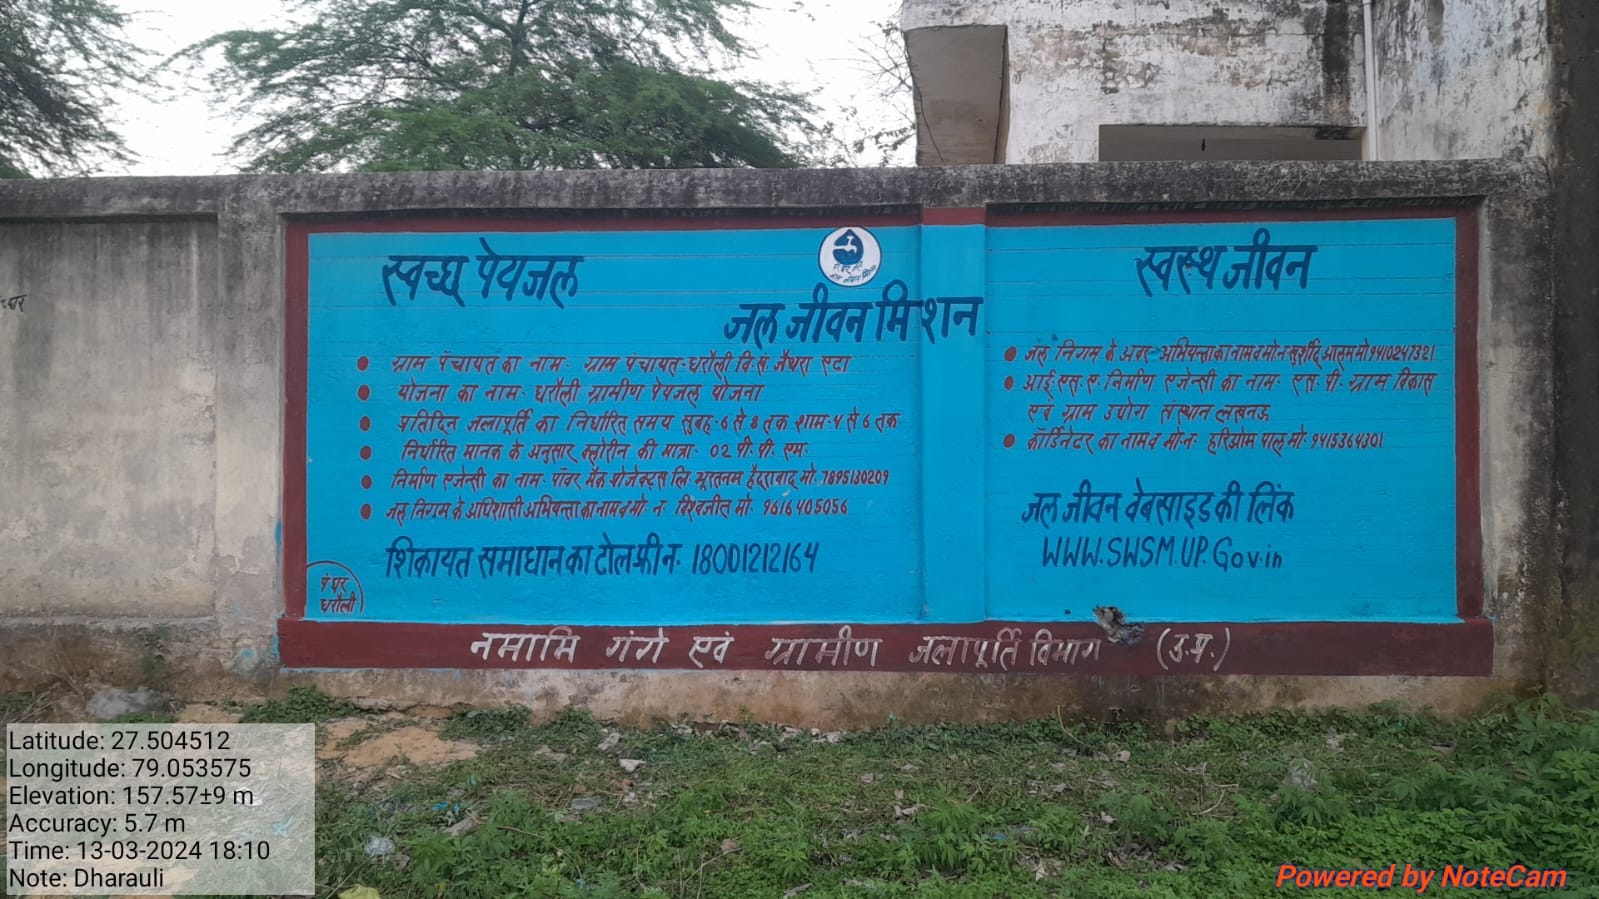 स्वच्छ पेयजल
जल जीवन मिशन
• ग्राम पंचायत का नाम- ग्राम पंचायत-धरौली वि.खं. जैथरा एटा
• योजना का नाम- धरौली ग्रामीण पेयजल योजना
• प्रतिदिन जलापूर्ति का निर्धारित समय सुबह-6 से 8 तक शाम-4 से 6 तक
• निर्धारित मानक के अनुसार क्लोरीन की मात्रा- 02 पी. पी. एम.
• निर्माण एजेन्सी का नाम- पॉवर मैक प्रोजेक्ट्स लि. हैदराबाद मो. 7895130209
• जल निगम के अधिशासी अभियन्ता का नाम व मो. न. विश्वजीत मो. 9616405056
शिकायत समाधान का टोल फ्री न. 18001212164
पं घर
धरौली
स्वस्थ जीवन
• जल निगम के अवर अभियन्ता का नाम व मो.न. खुर्शीद आलम मो. 9410247321
• आई. एस. ए. निर्माण एजेन्सी का नाम- एस. पी. ग्राम विकास
एवं ग्राम उद्योग संस्थान लखनऊ
• कॉर्डिनेटर का नाम व मो.न. हरिओम पाल मो. 9415364301
जल जीवन वेबसाइड की लिंक
WWW.SWSM.UP.Gov.in
नमामि गंगे एवं ग्रामीण जलापूर्ति विभाग (उ.प्र.)
Latitude: 27.504512
Longitude: 79.053575
Elevation: 157.57±9 m
Accuracy: 5.7 m
Time: 13-03-2024 18:10
Note: Dharauli
Powered by NoteCam